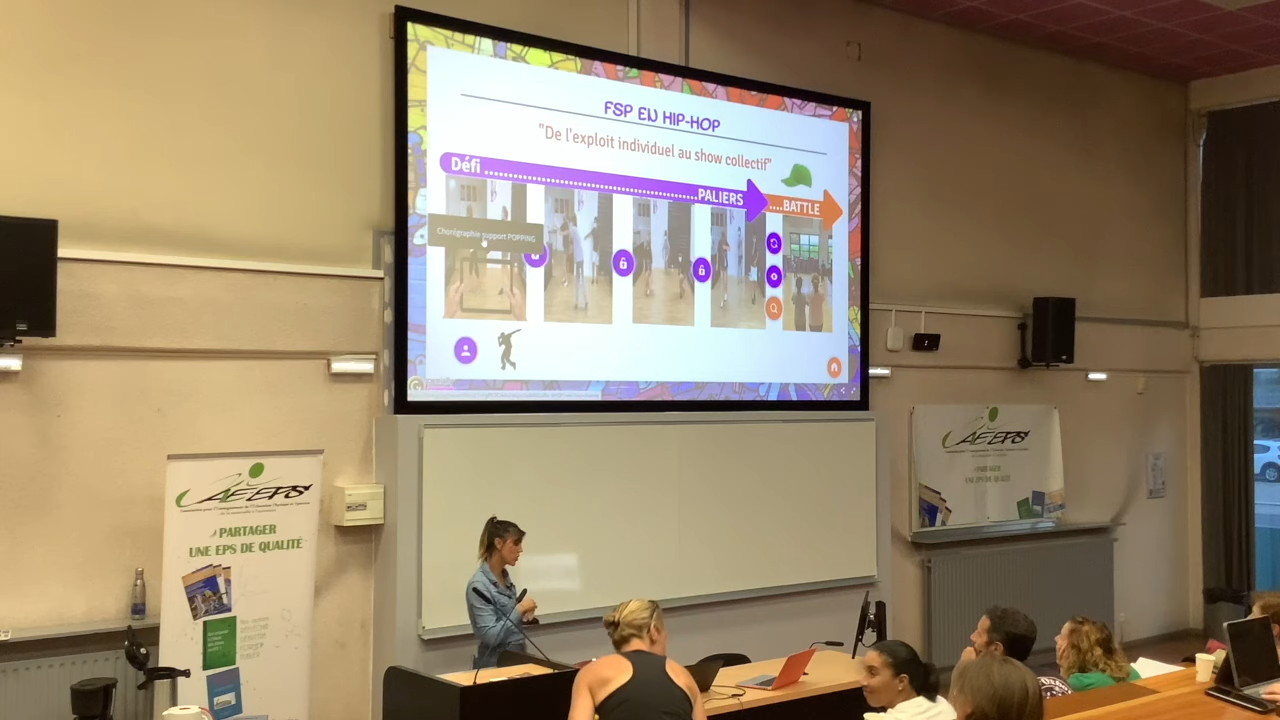 FSP EN HIP-HOP
"De l'exploit individuel au show collectif"
Défi ............................................PALIERS
....BATTLE
Chorégraphie support POPPING
AEEPS
PARTAGER
UNE EPS DE QUALITÉ
AEEPS
PARTAGER
UNE EPS DE QUALITÉ